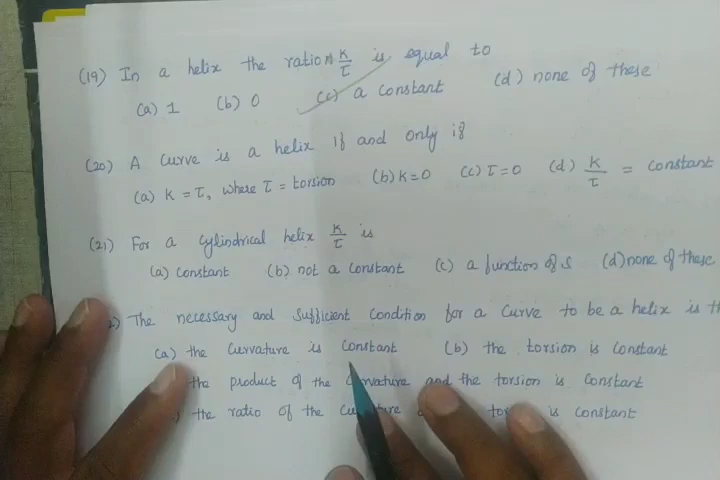 (19) In a helix the ratio K/τ is equal to
(a) 1 (b) 0 (c) a constant (d) none of these
(20) A curve is a helix if and only if
(a) K = τ, where τ = torsion (b) K=0 (c) τ=0 (d) K/τ = constant
(21) For a cylindrical helix K/τ is
(a) constant (b) not a constant (c) a function of s (d) none of these
2) The necessary and sufficient condition for a curve to be a helix is
(a) the curvature is constant (b) the torsion is constant
the product of the curvature and the torsion is constant
the ratio of the is constant